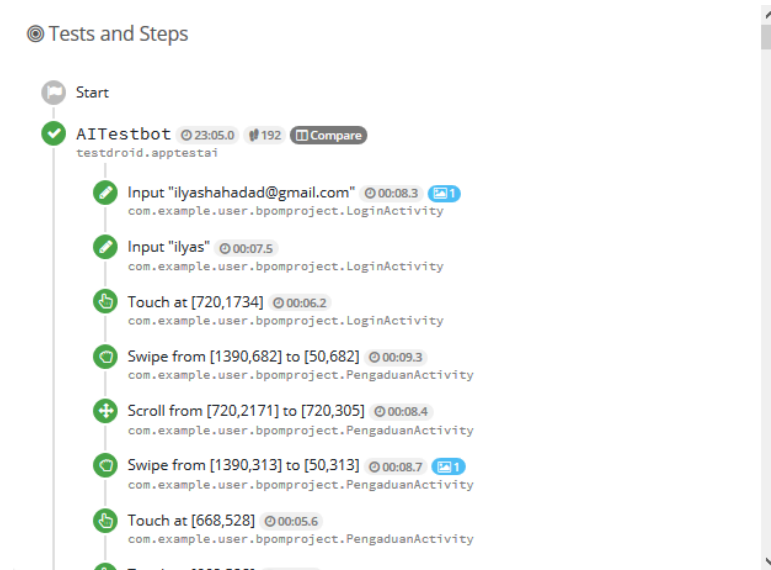 Tests and Steps
Start
AITestbot 23:05.0 192 Compare
testdroid.apptestai
Input "ilyashahadad@gmail.com" 00:08.3 1
com.example.user.bpomproject.LoginActivity
Input "ilyas" 00:07.5
com.example.user.bpomproject.LoginActivity
Touch at [720,1734] 00:06.2
com.example.user.bpomproject.LoginActivity
Swipe from [1390,682] to [50,682] 00:09.3
com.example.user.bpomproject.PengaduanActivity
Scroll from [720,2171] to [720,305] 00:08.4
com.example.user.bpomproject.PengaduanActivity
Swipe from [1390,313] to [50,313] 00:08.7 1
com.example.user.bpomproject.PengaduanActivity
Touch at [668,528] 00:05.6
com.example.user.bpomproject.PengaduanActivity